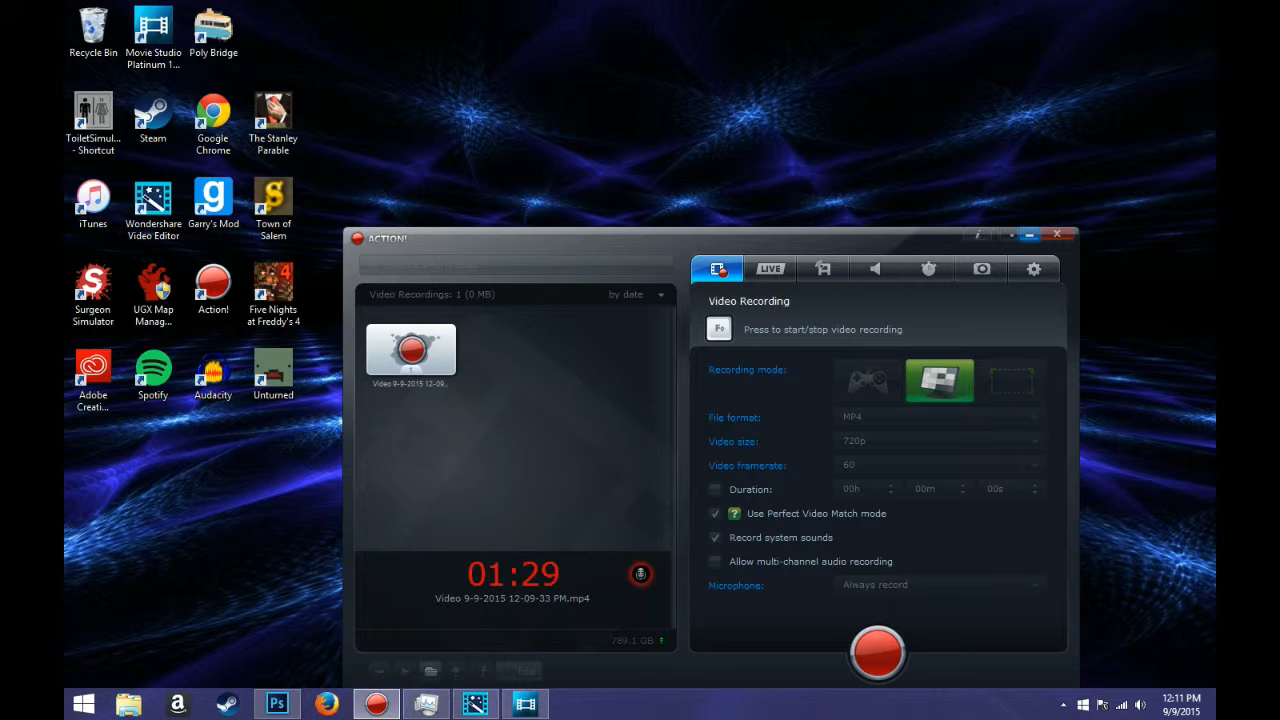 Recycle Bin
Movie Studio
Platinum 1...
Poly Bridge
ToiletSimul...
- Shortcut
Steam
Google
Chrome
The Stanley
Parable
iTunes
Wondershare
Video Editor
Garry's Mod
Town of
Salem
Surgeon
Simulator
UGX Map
Manag...
Action!
Five Nights
at Freddy's 4
Adobe
Creati...
Spotify
Audacity
Unturned
ACTION!
LIVE
Video Recordings: 1 (0 MB)
by date
Video 9-9-2015 12-09...
01:29
Video 9-9-2015 12-09-33 PM.mp4
789.1 GB
Video Recording
F9
Press to start/stop video recording
Recording mode:
File format:
MP4
Video size:
720p
Video framerate:
60
Duration:
00h
00m
00s
Use Perfect Video Match mode
Record system sounds
Allow multi-channel audio recording
Microphone:
Always record
Ps
12:11 PM
9/9/2015